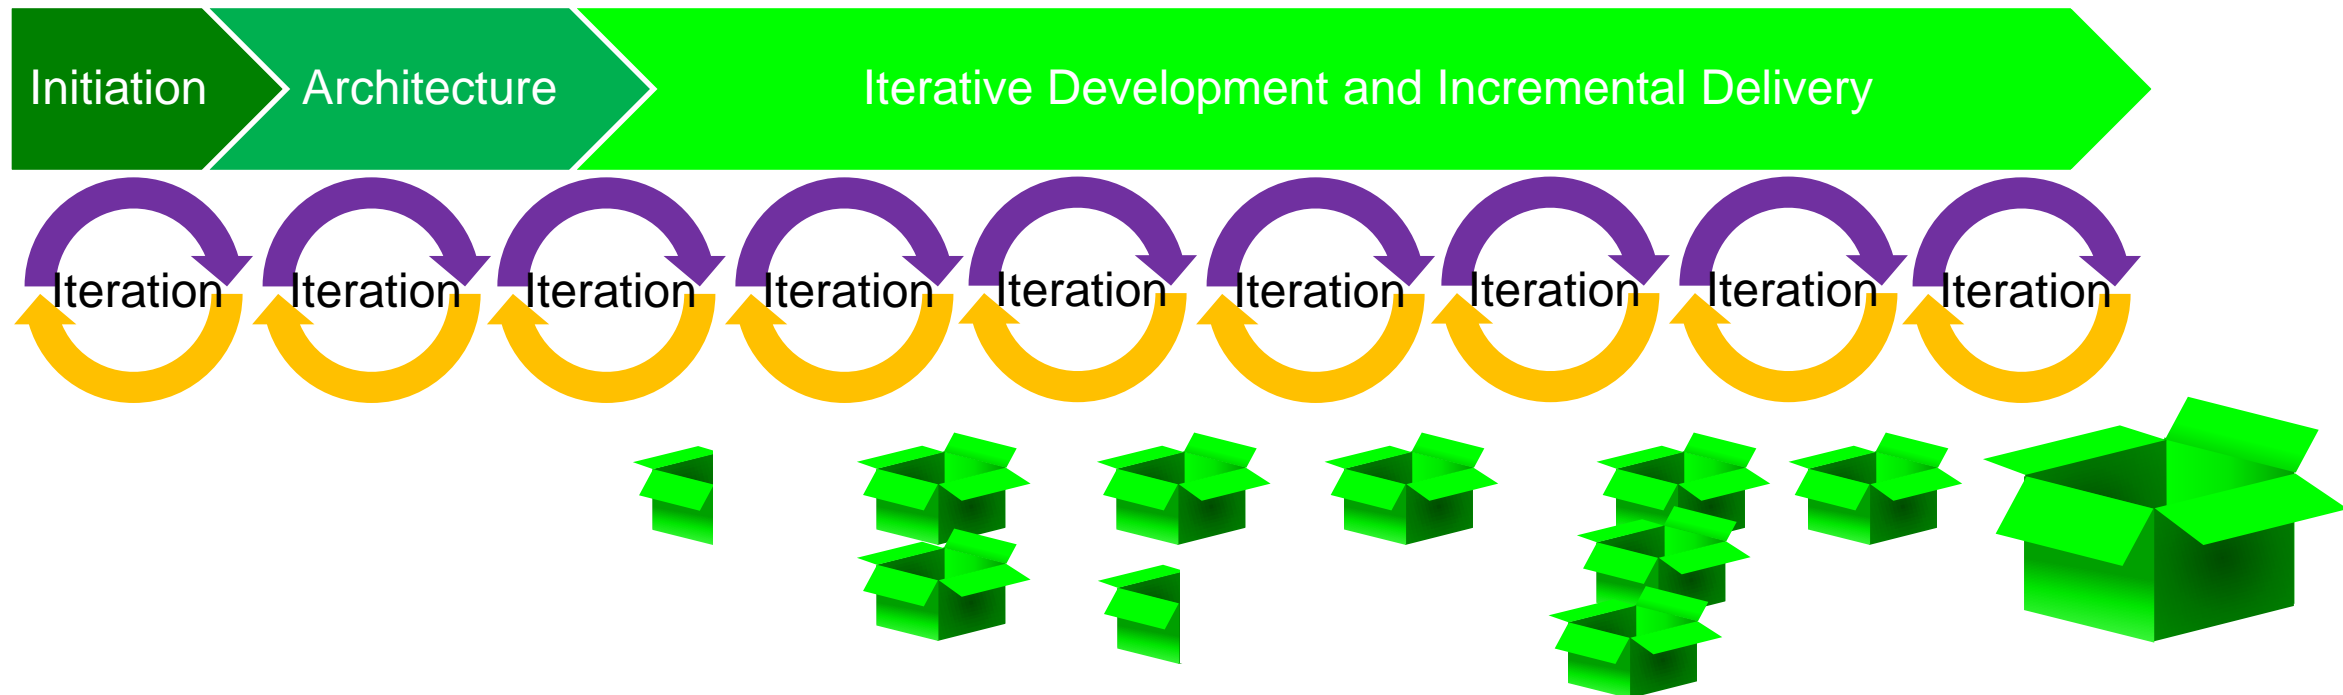 Initiation
Architecture
Iterative Development and Incremental Delivery
Iteration
Iteration
Iteration
Iteration
Iteration
Iteration
Iteration
Iteration
Iteration